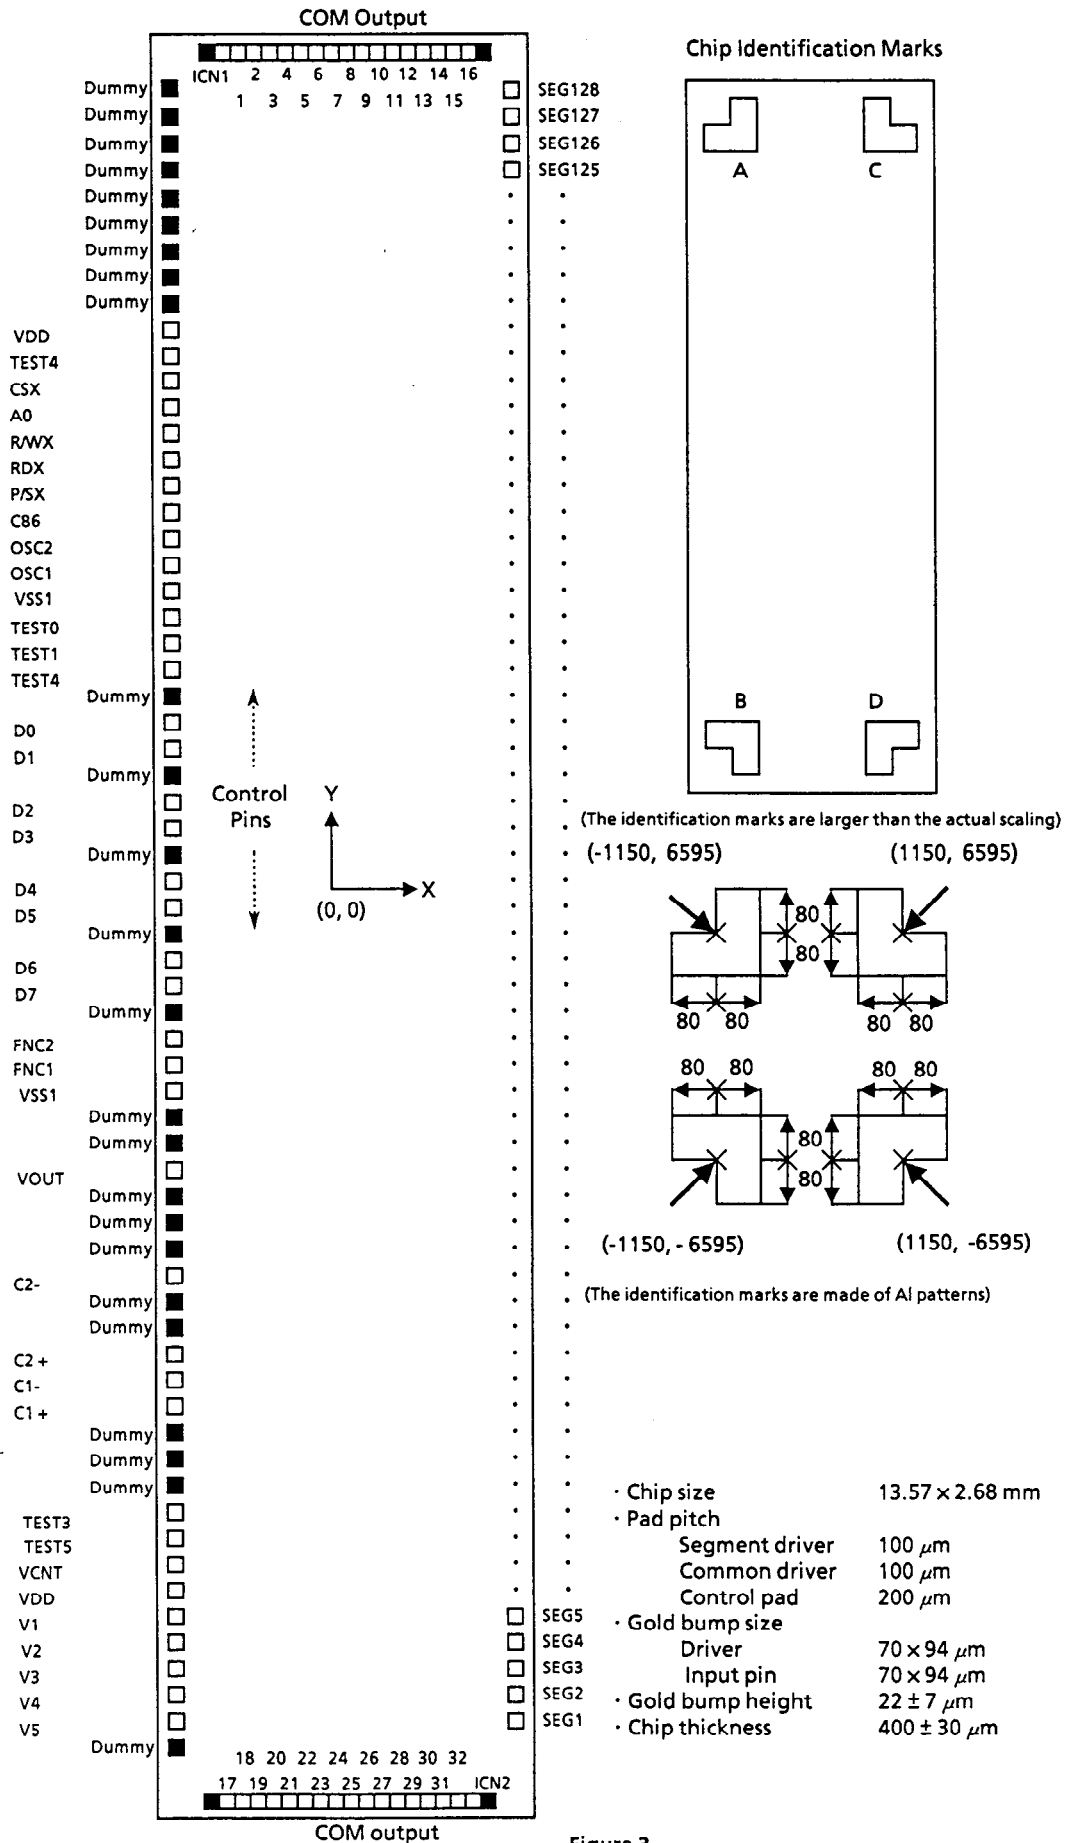 COM Output
ICN1 2 4 6 8 10 12 14 16
1 3 5 7 9 11 13 15
Dummy
Dummy
Dummy
Dummy
Dummy
Dummy
Dummy
Dummy
Dummy
VDD
TEST4
CSX
A0
R/WX
RDX
P/SX
C86
OSC2
OSC1
VSS1
TEST0
TEST1
TEST4
Dummy
D0
D1
Dummy
D2
D3
Dummy
D4
D5
Dummy
D6
D7
Dummy
FNC2
FNC1
VSS1
Dummy
Dummy
VOUT
Dummy
Dummy
Dummy
C2-
Dummy
Dummy
C2 +
C1-
C1 +
Dummy
Dummy
Dummy
TEST3
TEST5
VCNT
VDD
V1
V2
V3
V4
V5
Dummy
Control
Pins
Y
X
(0, 0)
SEG128
SEG127
SEG126
SEG125
SEG5
SEG4
SEG3
SEG2
SEG1
18 20 22 24 26 28 30 32
17 19 21 23 25 27 29 31 ICN2
COM output
Chip Identification Marks
A C
B D
(The identification marks are larger than the actual scaling)
(-1150, 6595) (1150, 6595)
80
80
80 80 80 80
80 80 80 80
80
80
(-1150, - 6595) (1150, -6595)
(The identification marks are made of Al patterns)
· Chip size 13.57 × 2.68 mm
· Pad pitch
Segment driver 100 μm
Common driver 100 μm
Control pad 200 μm
· Gold bump size
Driver 70 × 94 μm
Input pin 70 × 94 μm
· Gold bump height 22 ± 7 μm
· Chip thickness 400 ± 30 μm